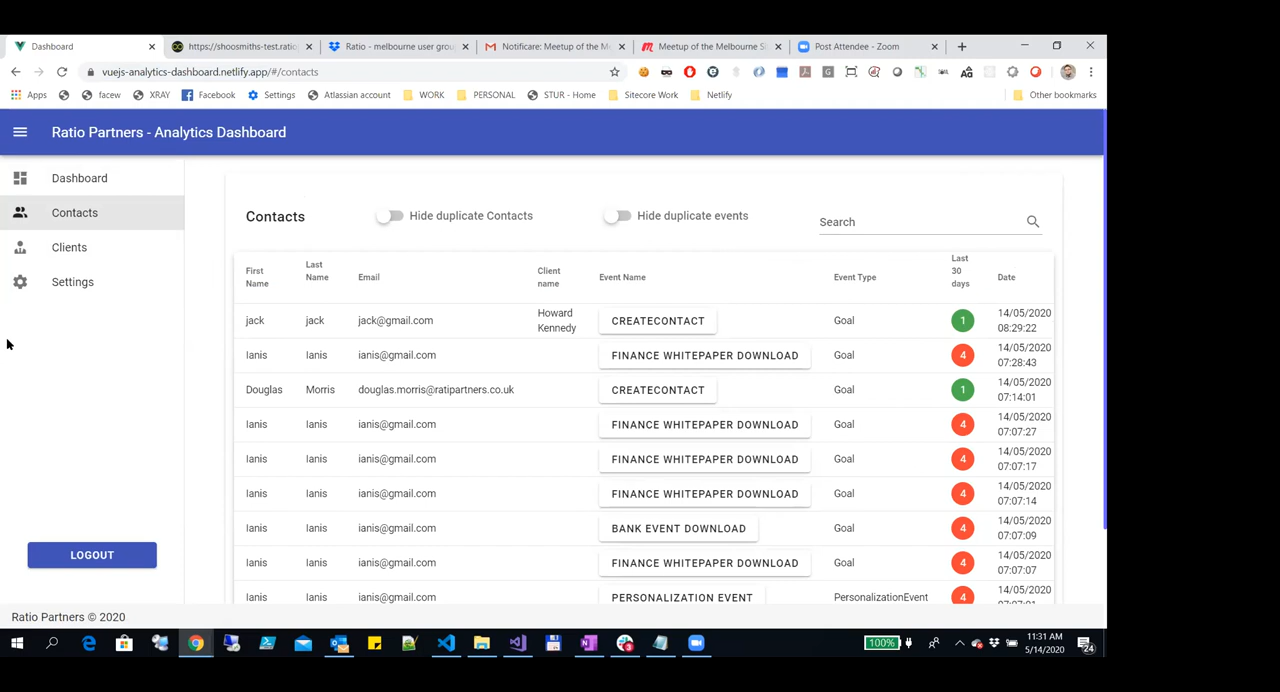 Dashboard
https://shoosmiths-test.ratio
Ratio - melbourne user grou
Notificare: Meetup of the M
Meetup of the Melbourne Si
Post Attendee - Zoom
vuejs-analytics-dashboard.netlify.app/#/contacts
Apps
facew
XRAY
Facebook
Settings
Atlassian account
WORK
PERSONAL
STUR - Home
Sitecore Work
Netlify
Other bookmarks
Ratio Partners - Analytics Dashboard
Dashboard
Contacts
Clients
Settings
LOGOUT
Contacts
Hide duplicate Contacts
Hide duplicate events
Search
First Name Last Name Email Client name Event Name Event Type Last 30 days Date
jack jack jack@gmail.com Howard Kennedy CREATECONTACT Goal 1 14/05/2020 08:29:22
Ianis Ianis ianis@gmail.com FINANCE WHITEPAPER DOWNLOAD Goal 4 14/05/2020 07:28:43
Douglas Morris douglas.morris@ratipartners.co.uk CREATECONTACT Goal 1 14/05/2020 07:14:01
Ianis Ianis ianis@gmail.com FINANCE WHITEPAPER DOWNLOAD Goal 4 14/05/2020 07:07:27
Ianis Ianis ianis@gmail.com FINANCE WHITEPAPER DOWNLOAD Goal 4 14/05/2020 07:07:17
Ianis Ianis ianis@gmail.com FINANCE WHITEPAPER DOWNLOAD Goal 4 14/05/2020 07:07:14
Ianis Ianis ianis@gmail.com BANK EVENT DOWNLOAD Goal 4 14/05/2020 07:07:09
Ianis Ianis ianis@gmail.com FINANCE WHITEPAPER DOWNLOAD Goal 4 14/05/2020 07:07:07
Ianis Ianis ianis@gmail.com PERSONALIZATION EVENT PersonalizationEvent 4 14/05/2020
Ratio Partners © 2020
100%
11:31 AM
5/14/2020
24